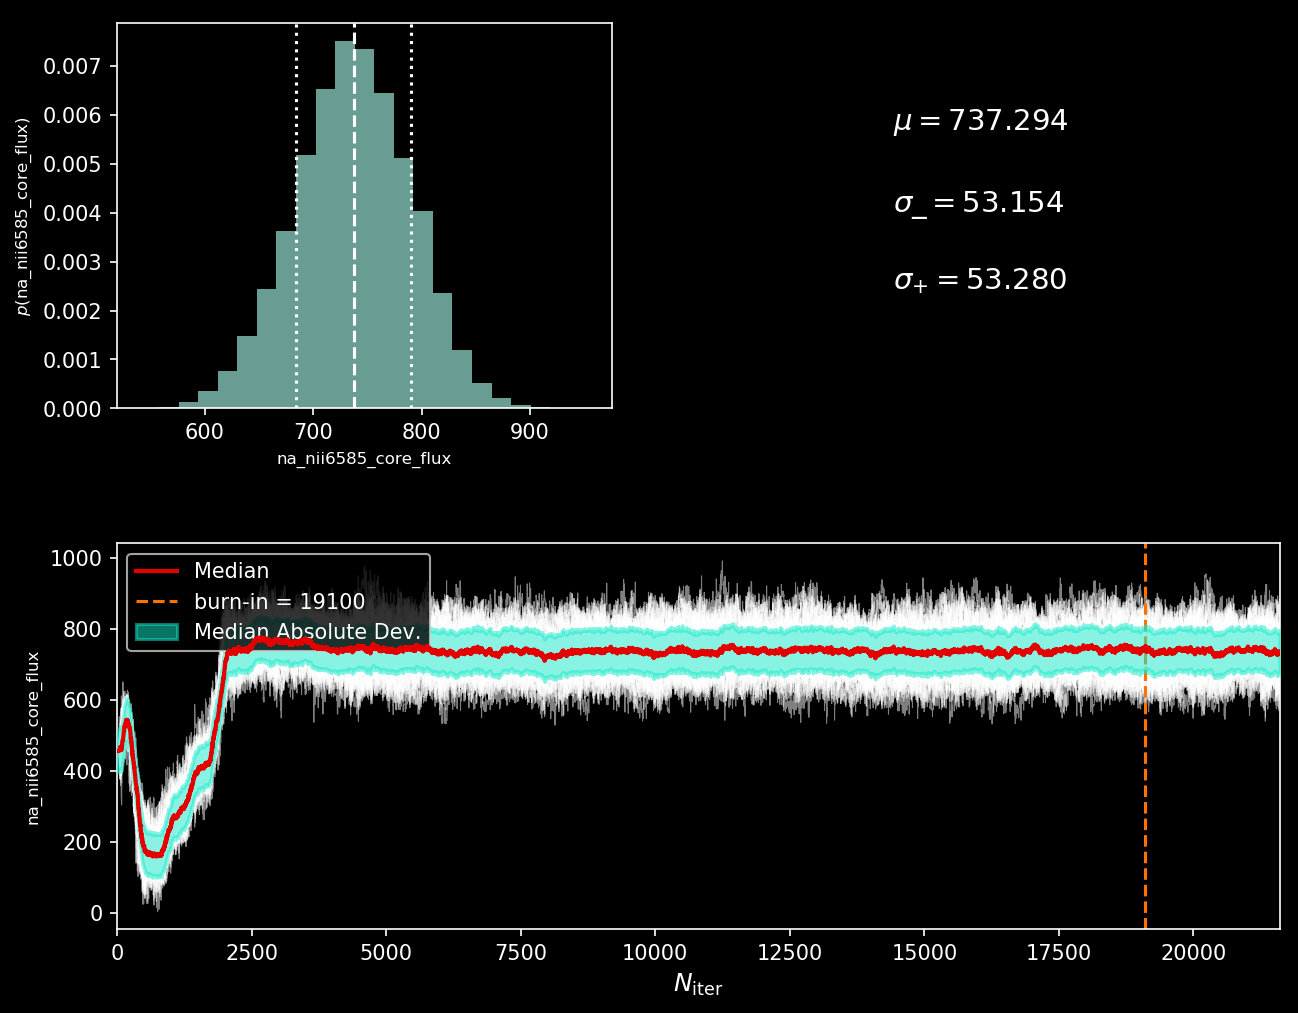 0.007
0.006
0.005
0.004
0.003
0.002
0.001
0.000
p(na_nii6585_core_flux)
600 700 800 900
na_nii6585_core_flux
μ = 737.294
σ_ = 53.154
σ+ = 53.280
1000
800
600
400
200
0
na_nii6585_core_flux
Median
burn-in = 19100
Median Absolute Dev.
0 2500 5000 7500 10000 12500 15000 17500 20000
Niter